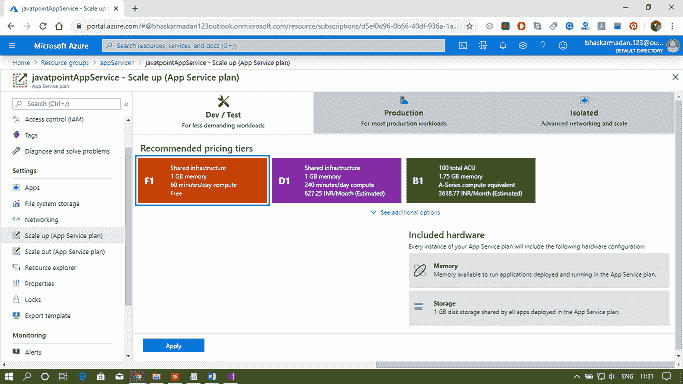 javatpointAppService - Scale up
portal.azure.com/#@bhaskarmadan123outlook.onmicrosoft.com/resource/subscriptions/d5ef0d96-0b66-40df-936a-1a...
Microsoft Azure
Search resources, services, and docs (G+/)
bhaskarmadan.123@ou...
DEFAULT DIRECTORY
Home > Resource groups > appService1 > javatpointAppService - Scale up (App Service plan)
javatpointAppService - Scale up (App Service plan)
App Service plan
Search (Ctrl+/)
Access control (IAM)
Tags
Diagnose and solve problems
Settings
Apps
File system storage
Networking
Scale up (App Service plan)
Scale out (App Service plan)
Resource explorer
Properties
Locks
Export template
Monitoring
Alerts
Dev / Test
For less demanding workloads
Production
For most production workloads
Isolated
Advanced networking and scale
Recommended pricing tiers
F1
Shared infrastructure
1 GB memory
60 minutes/day compute
Free
D1
Shared infrastructure
1 GB memory
240 minutes/day compute
627.25 INR/Month (Estimated)
B1
100 total ACU
1.75 GB memory
A-Series compute equivalent
3618.77 INR/Month (Estimated)
See additional options
Included hardware
Every instance of your App Service plan will include the following hardware configuration:
Memory
Memory available to run applications deployed and running in the App Service plan.
Storage
1 GB disk storage shared by all apps deployed in the App Service plan.
Apply
ENG
11:31